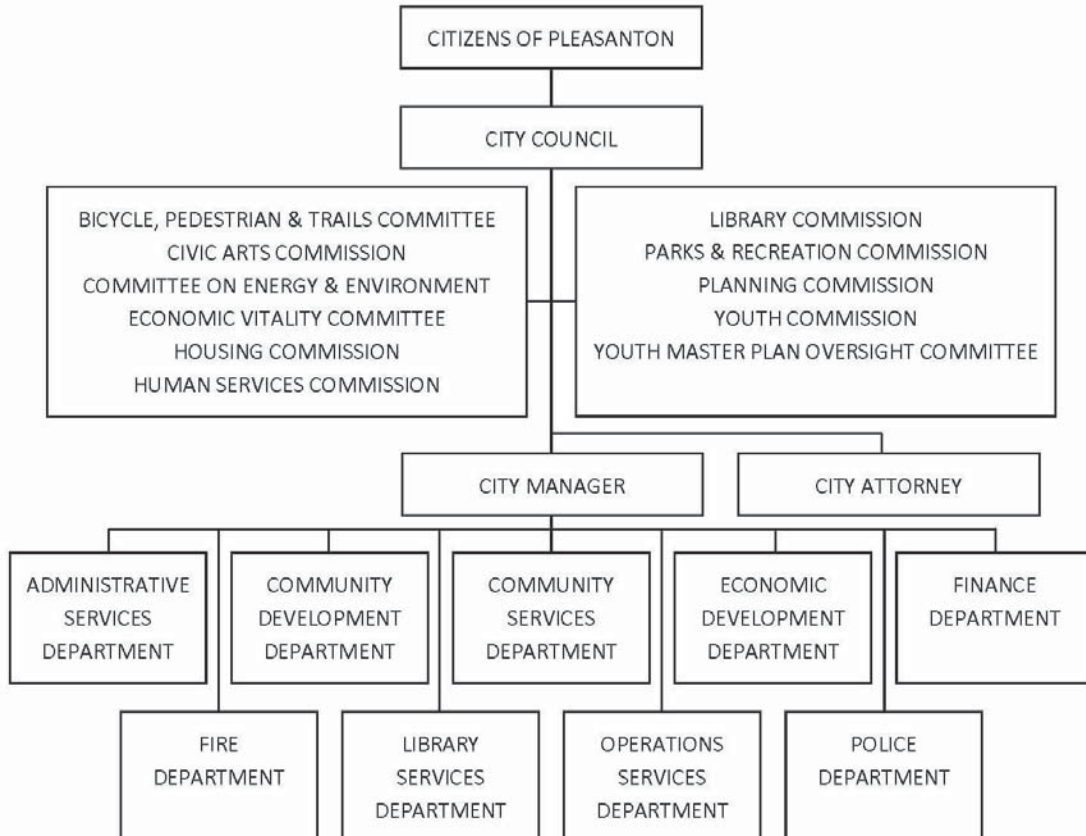 CITIZENS OF PLEASANTON
CITY COUNCIL
BICYCLE, PEDESTRIAN & TRAILS COMMITTEE
CIVIC ARTS COMMISSION
COMMITTEE ON ENERGY & ENVIRONMENT
ECONOMIC VITALITY COMMITTEE
HOUSING COMMISSION
HUMAN SERVICES COMMISSION
LIBRARY COMMISSION
PARKS & RECREATION COMMISSION
PLANNING COMMISSION
YOUTH COMMISSION
YOUTH MASTER PLAN OVERSIGHT COMMITTEE
CITY MANAGER
CITY ATTORNEY
ADMINISTRATIVE
SERVICES
DEPARTMENT
COMMUNITY
DEVELOPMENT
DEPARTMENT
COMMUNITY
SERVICES
DEPARTMENT
ECONOMIC
DEVELOPMENT
DEPARTMENT
FINANCE
DEPARTMENT
FIRE
DEPARTMENT
LIBRARY
SERVICES
DEPARTMENT
OPERATIONS
SERVICES
DEPARTMENT
POLICE
DEPARTMENT